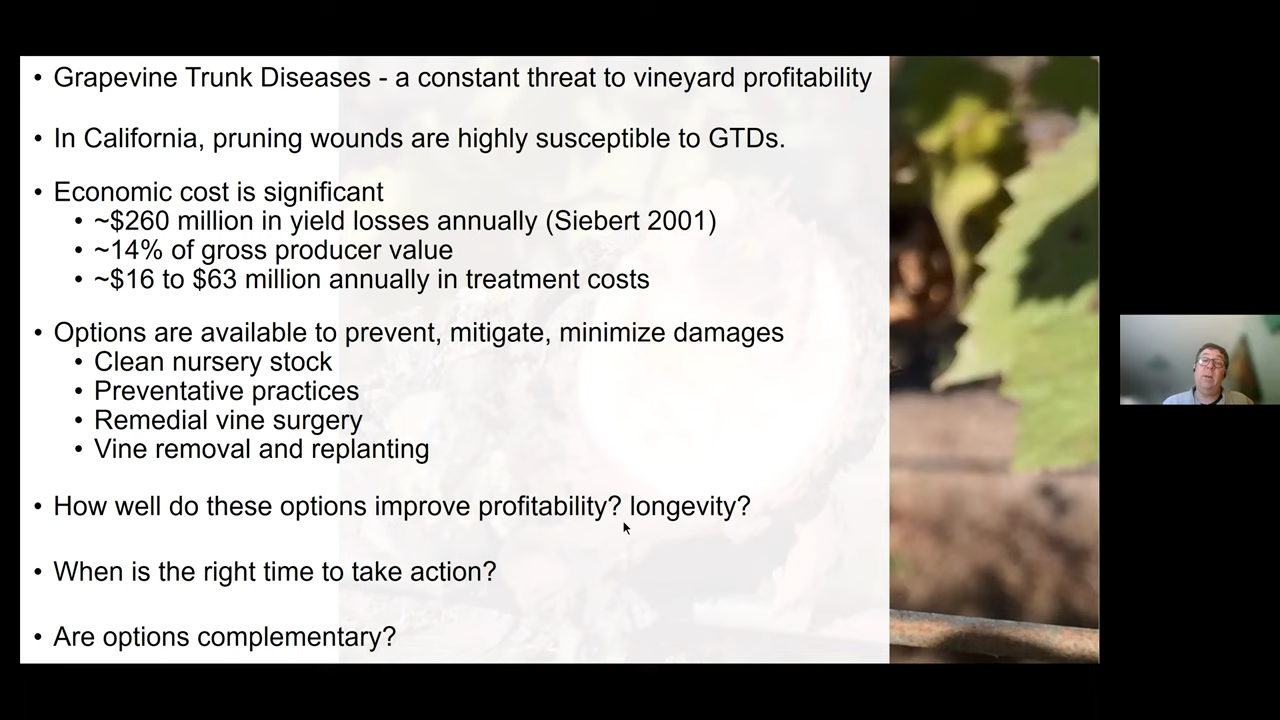 • Grapevine Trunk Diseases - a constant threat to vineyard profitability
• In California, pruning wounds are highly susceptible to GTDs.
• Economic cost is significant
• ~$260 million in yield losses annually (Siebert 2001)
• ~14% of gross producer value
• ~$16 to $63 million annually in treatment costs
• Options are available to prevent, mitigate, minimize damages
• Clean nursery stock
• Preventative practices
• Remedial vine surgery
• Vine removal and replanting
• How well do these options improve profitability? longevity?
• When is the right time to take action?
• Are options complementary?